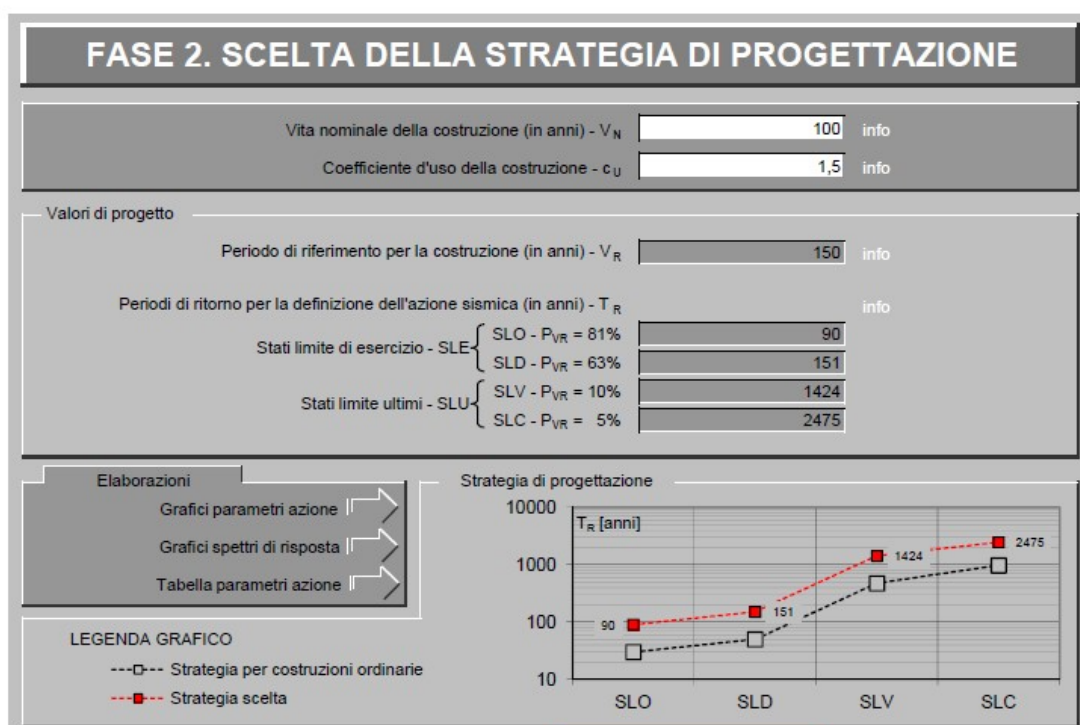 FASE 2. SCELTA DELLA STRATEGIA DI PROGETTAZIONE
Vita nominale della costruzione (in anni) - VN 100 info
Coefficiente d'uso della costruzione - cU 1,5 info
Valori di progetto
Periodo di riferimento per la costruzione (in anni) - VR 150 info
Periodi di ritorno per la definizione dell'azione sismica (in anni) - TR info
Stati limite di esercizio - SLE
SLO - PVR = 81% 90
SLD - PVR = 63% 151
Stati limite ultimi - SLU
SLV - PVR = 10% 1424
SLC - PVR = 5% 2475
Elaborazioni
Grafici parametri azione
Grafici spettri di risposta
Tabella parametri azione
LEGENDA GRAFICO
Strategia per costruzioni ordinarie
Strategia scelta
Strategia di progettazione
TR [anni]
10000
1000
100
10
90
151
1424
2475
SLO SLD SLV SLC